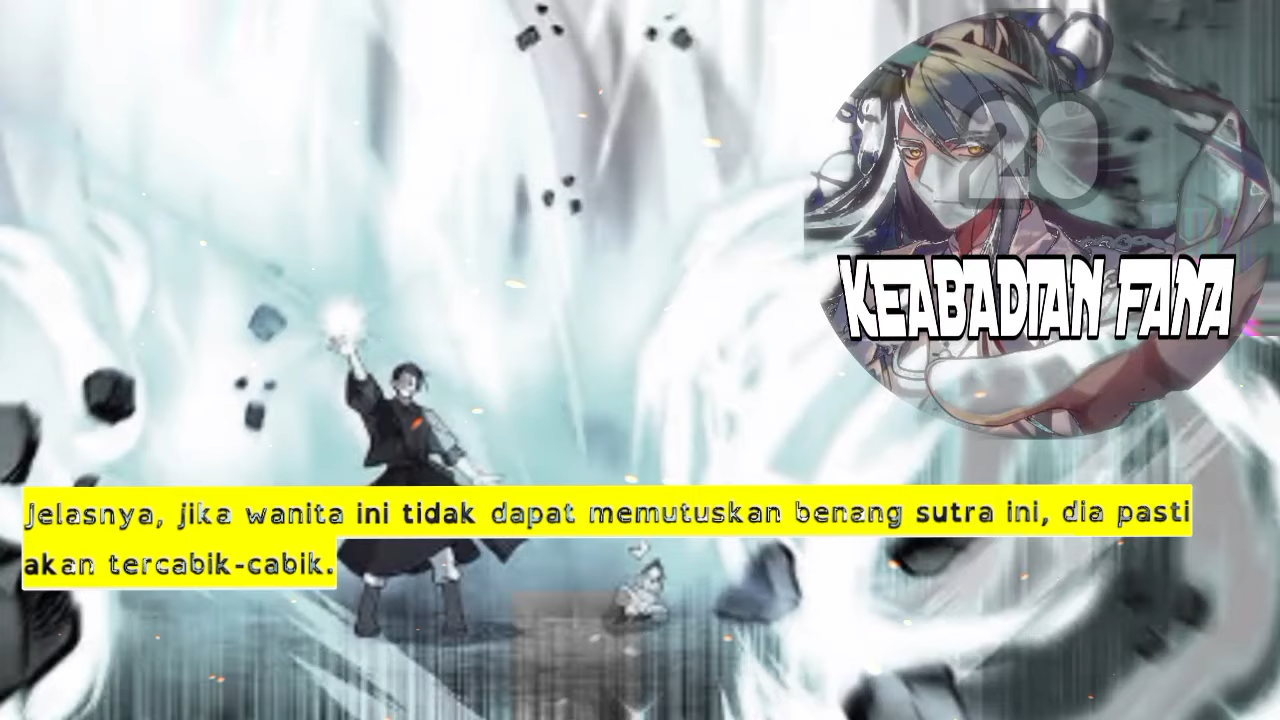 20
KEABADIAN FANA
Jelasnya, jika wanita ini tidak dapat memutuskan benang sutra ini, dia pasti
akan tercabik-cabik.